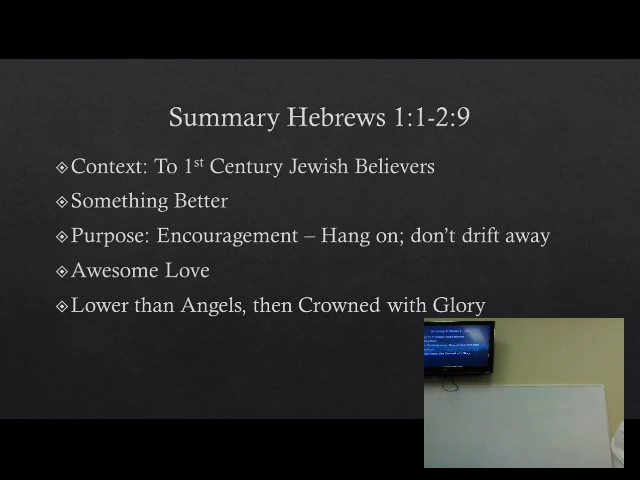 Summary Hebrews 1:1-2:9
Context: To 1st Century Jewish Believers
Something Better
Purpose: Encouragement – Hang on; don't drift away
Awesome Love
Lower than Angels, then Crowned with Glory